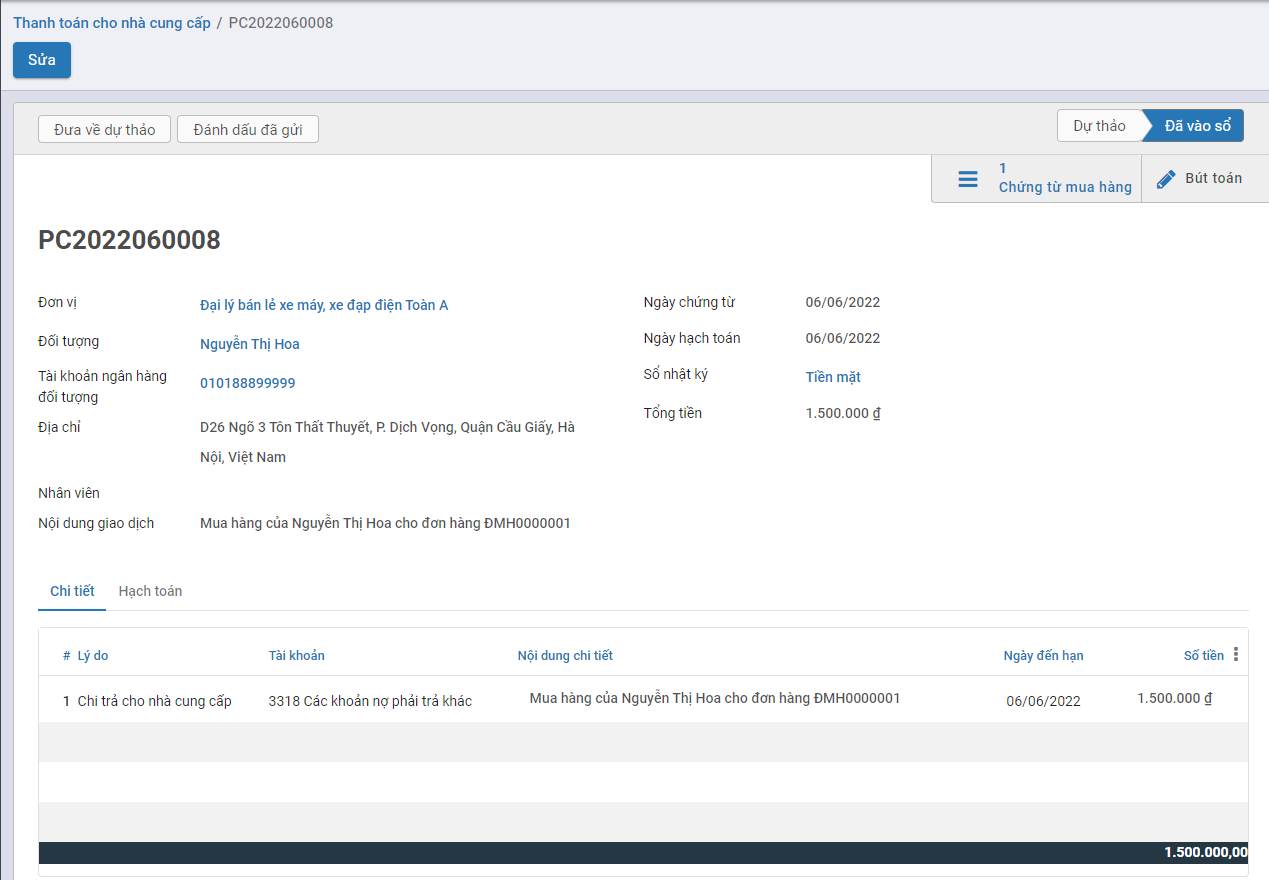 Thanh toán cho nhà cung cấp / PC2022060008
Sửa
Đưa về dự thảo Đánh dấu đã gửi Dự thảo Đã vào sổ
1
Chứng từ mua hàng
Bút toán
PC2022060008
Đơn vị Đại lý bán lẻ xe máy, xe đạp điện Toàn A
Đối tượng Nguyễn Thị Hoa
Tài khoản ngân hàng
đối tượng
010188899999
Địa chỉ D26 Ngõ 3 Tôn Thất Thuyết, P. Dịch Vọng, Quận Cầu Giấy, Hà
Nội, Việt Nam
Nhân viên
Nội dung giao dịch Mua hàng của Nguyễn Thị Hoa cho đơn hàng ĐMH0000001
Ngày chứng từ 06/06/2022
Ngày hạch toán 06/06/2022
Sổ nhật ký Tiền mặt
Tổng tiền 1.500.000 ₫
Chi tiết Hạch toán
# Lý do Tài khoản Nội dung chi tiết Ngày đến hạn Số tiền
1 Chi trả cho nhà cung cấp 3318 Các khoản nợ phải trả khác Mua hàng của Nguyễn Thị Hoa cho đơn hàng ĐMH0000001 06/06/2022 1.500.000 ₫
1.500.000,00